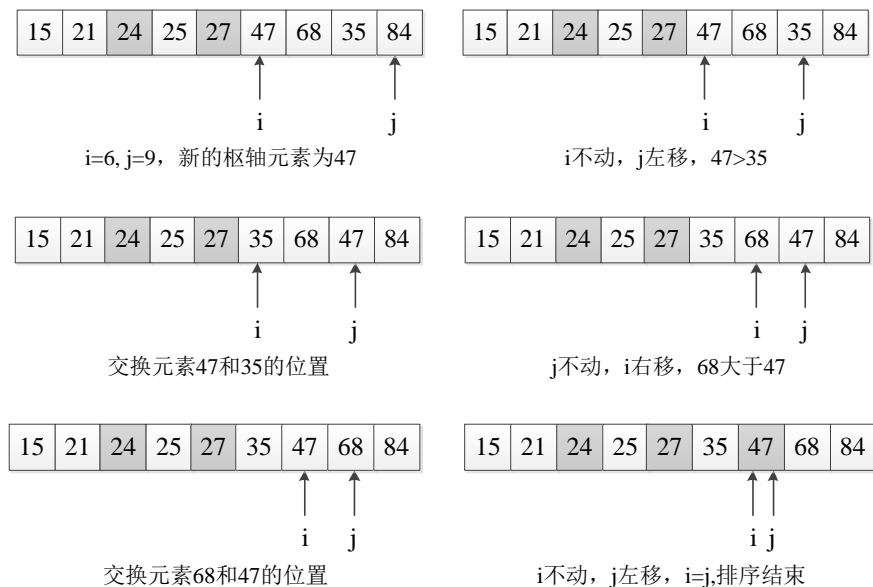 15 21 24 25 27 47 68 35 84
i j
i=6, j=9，新的枢轴元素为47
15 21 24 25 27 47 68 35 84
i j
i不动，j左移，47>35
15 21 24 25 27 35 68 47 84
i j
交换元素47和35的位置
15 21 24 25 27 35 68 47 84
i j
j不动，i右移，68大于47
15 21 24 25 27 35 47 68 84
i j
交换元素68和47的位置
15 21 24 25 27 35 47 68 84
i j
i不动，j左移，i=j,排序结束